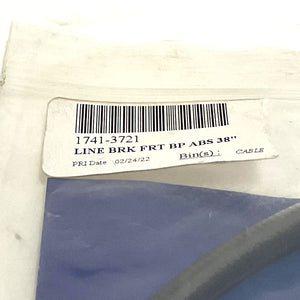 1741-3721
LINE BRK FRT BP ABS 38"
PRI Date 02/24/22 Bin(s): CABLE